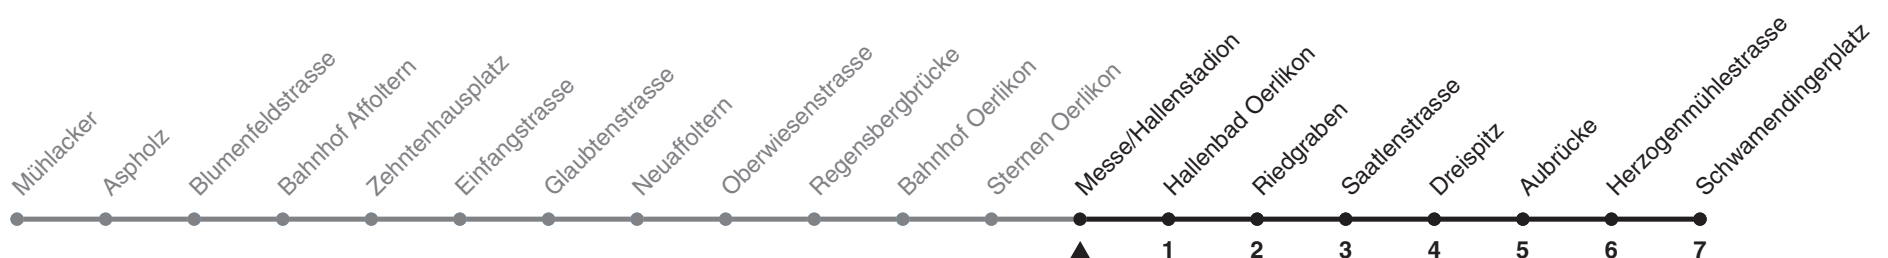 Mühlacker
Aspholz
Blumenfeldstrasse
Bahnhof Affoltern
Zehntenhausplatz
Einfangstrasse
Glaubtenstrasse
Neuaffoltern
Oberwiesenstrasse
Regensbergbrücke
Bahnhof Oerlikon
Sternen Oerlikon
Messe/Hallenstadion
Hallenbad Oerlikon
Riedgraben
Saatlenstrasse
Dreispitz
Aubrücke
Herzogenmühlestrasse
Schwamendingerplatz
1 2 3 4 5 6 7